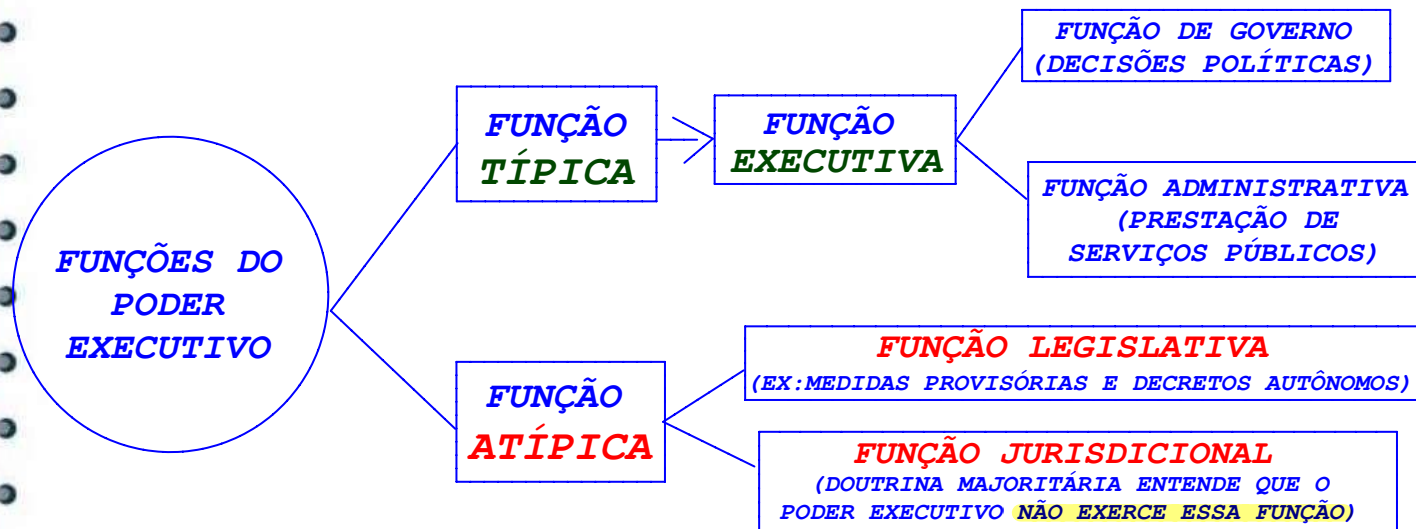 FUNÇÕES DO
PODER
EXECUTIVO
FUNÇÃO
TÍPICA
FUNÇÃO
EXECUTIVA
FUNÇÃO DE GOVERNO
(DECISÕES POLÍTICAS)
FUNÇÃO ADMINISTRATIVA
(PRESTAÇÃO DE
SERVIÇOS PÚBLICOS)
FUNÇÃO
ATÍPICA
FUNÇÃO LEGISLATIVA
(EX:MEDIDAS PROVISÓRIAS E DECRETOS AUTÔNOMOS)
FUNÇÃO JURISDICIONAL
(DOUTRINA MAJORITÁRIA ENTENDE QUE O
PODER EXECUTIVO NÃO EXERCE ESSA FUNÇÃO)